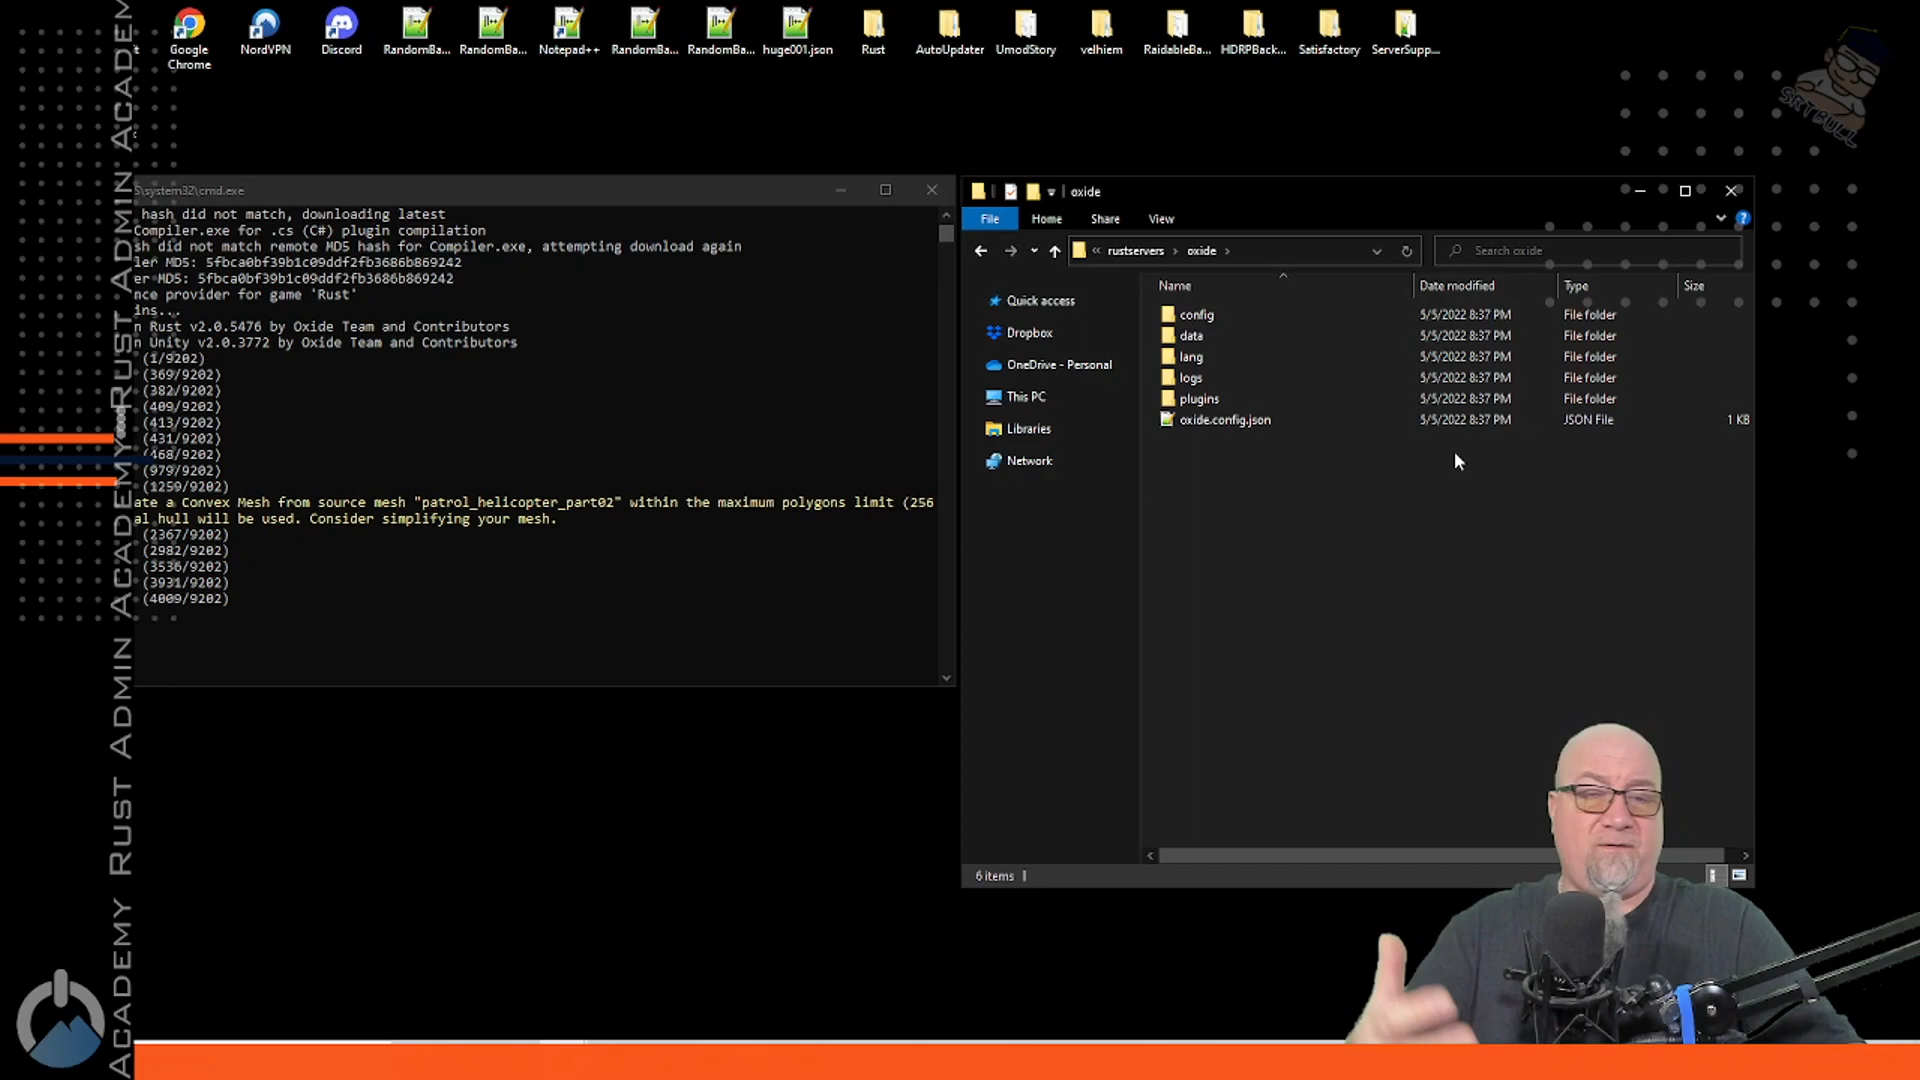 Google Chrome
NordVPN
Discord
RandomBa...
RandomBa...
Notepad++
RandomBa...
RandomBa...
huge001.json
Rust
AutoUpdater
UmodStory
velhiem
RaidableBa...
HDRPBack...
Satisfactory
ServerSupp...
SRTBULL
ACADEMY RUST ADMIN ACADEMY RUST ADMIN ACADEM
\system32\cmd.exe
hash did not match, downloading latest
Compiler.exe for .cs (C#) plugin compilation
sh did not match remote MD5 hash for Compiler.exe, attempting download again
ler MD5: 5fbca0bf39b1c09ddf2fb3686b869242
er MD5: 5fbca0bf39b1c09ddf2fb3686b869242
nce provider for game 'Rust'
ins...
n Rust v2.0.5476 by Oxide Team and Contributors
n Unity v2.0.3772 by Oxide Team and Contributors
(1/9202)
(369/9202)
(382/9202)
(409/9202)
(413/9202)
(431/9202)
(468/9202)
(979/9202)
(1259/9202)
ate a Convex Mesh from source mesh "patrol_helicopter_part02" within the maximum polygons limit (256
al hull will be used. Consider simplifying your mesh.
(2367/9202)
(2982/9202)
(3536/9202)
(3931/9202)
(4009/9202)
oxide
File Home Share View
« rustservers › oxide ›
Search oxide
Name Date modified Type Size
Quick access
Dropbox
OneDrive - Personal
This PC
Libraries
Network
config 5/5/2022 8:37 PM File folder
data 5/5/2022 8:37 PM File folder
lang 5/5/2022 8:37 PM File folder
logs 5/5/2022 8:37 PM File folder
plugins 5/5/2022 8:37 PM File folder
oxide.config.json 5/5/2022 8:37 PM JSON File 1 KB
6 items